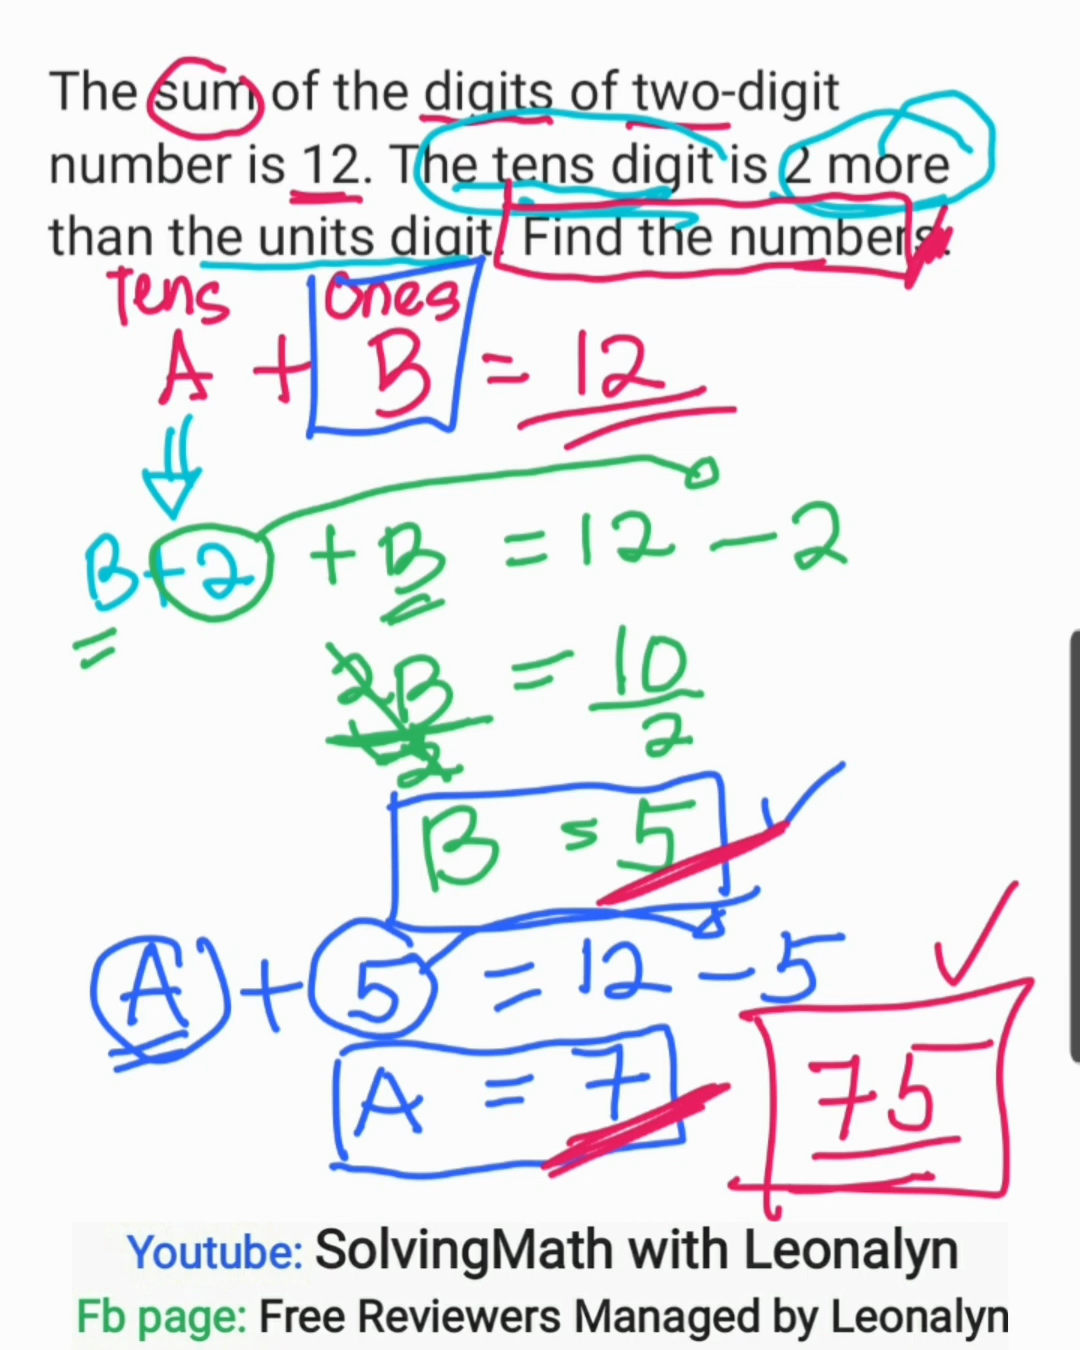 The sum of the digits of two-digit
number is 12. The tens digit is 2 more
than the units digit. Find the numbers.
Tens Ones
A + B = 12
B+2 + B = 12 - 2
2B = 10
2 2
B = 5
A + 5 = 12 - 5
A = 7
75
Youtube: SolvingMath with Leonalyn
Fb page: Free Reviewers Managed by Leonalyn